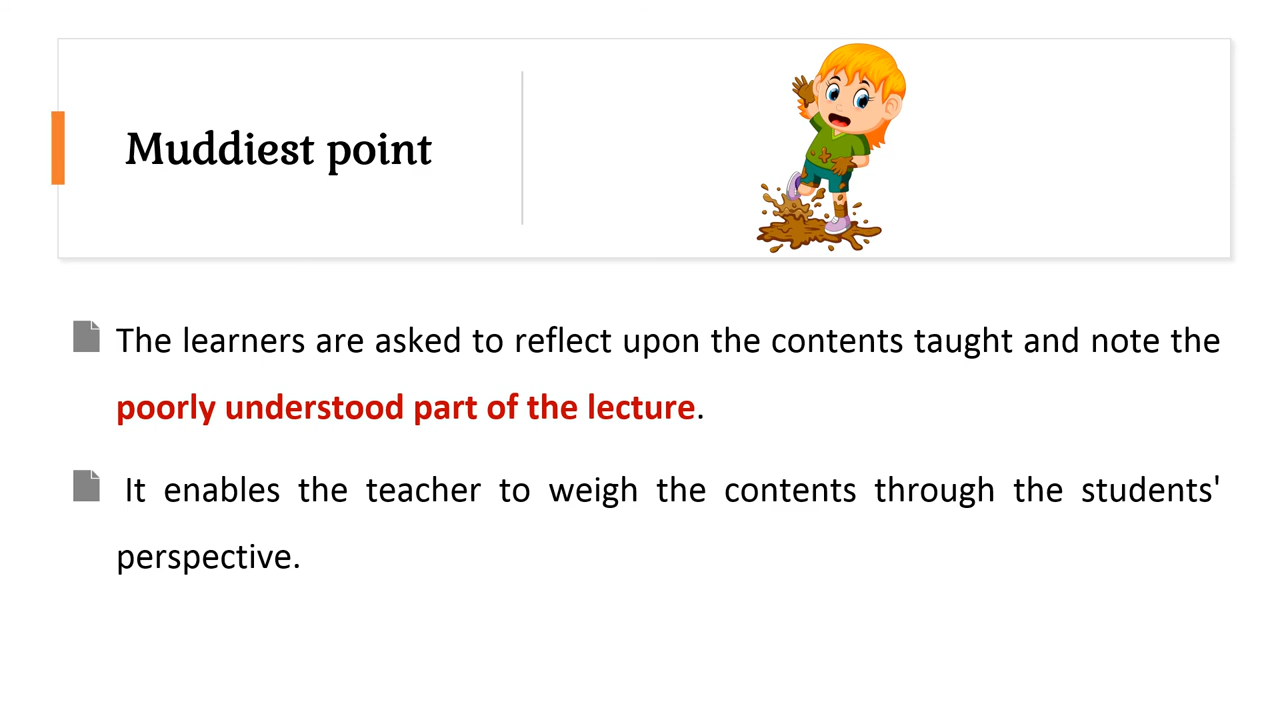 Muddiest point
The learners are asked to reflect upon the contents taught and note the
poorly understood part of the lecture.
It enables the teacher to weigh the contents through the students'
perspective.